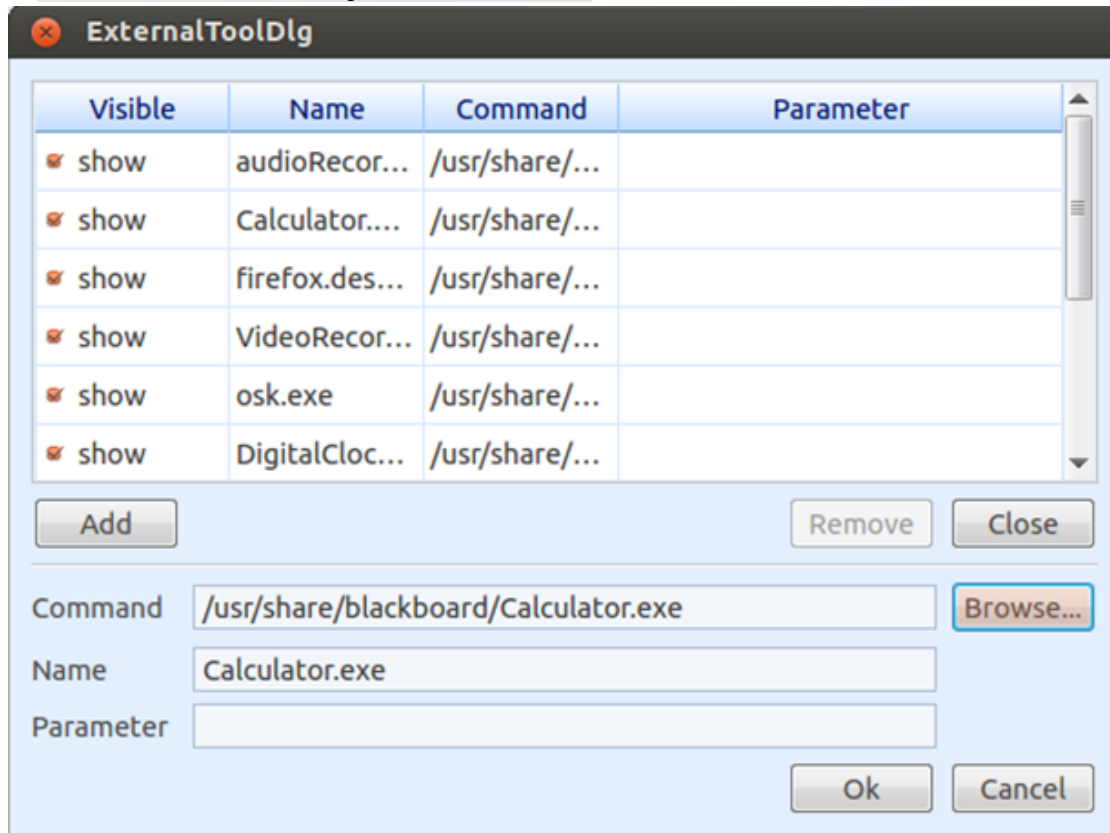 ExternalToolDlg
Visible Name Command Parameter
show audioRecor... /usr/share/...
show Calculator.... /usr/share/...
show firefox.des... /usr/share/...
show VideoRecor... /usr/share/...
show osk.exe /usr/share/...
show DigitalCloc... /usr/share/...
Add Remove Close
Command /usr/share/blackboard/Calculator.exe Browse...
Name Calculator.exe
Parameter
Ok Cancel